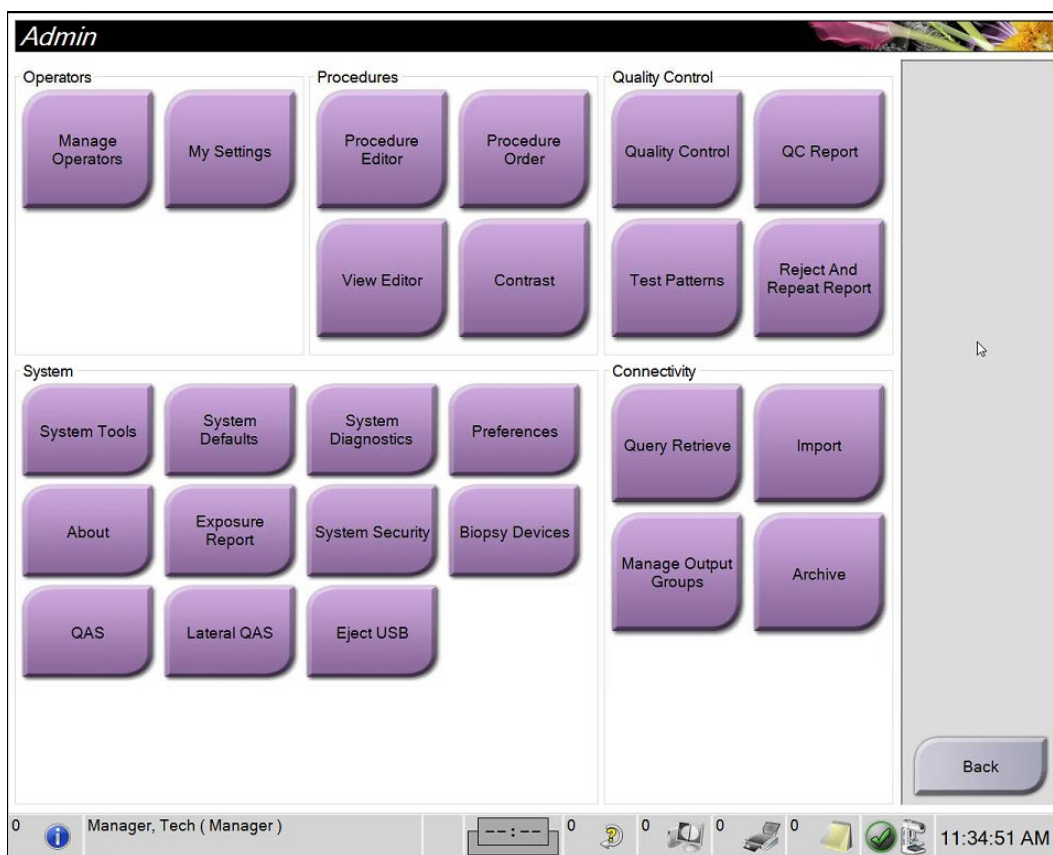 Admin
Operators
Manage
Operators
My Settings
Procedures
Procedure
Editor
Procedure
Order
View Editor
Contrast
Quality Control
Quality Control
QC Report
Test Patterns
Reject And
Repeat Report
System
System Tools
System
Defaults
System
Diagnostics
Preferences
About
Exposure
Report
System Security
Biopsy Devices
QAS
Lateral QAS
Eject USB
Connectivity
Query Retrieve
Import
Manage Output
Groups
Archive
Back
0
Manager, Tech ( Manager )
--:--
0
0
0
0
11:34:51 AM